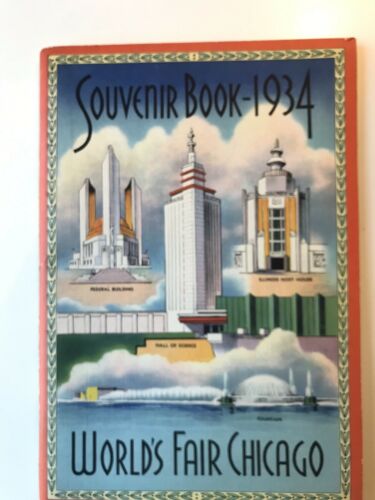 SOUVENIR BOOK-1934
FEDERAL BUILDING
ILLINOIS HOST HOUSE
HALL OF SCIENCE
FOUNTAIN
WORLD'S FAIR CHICAGO